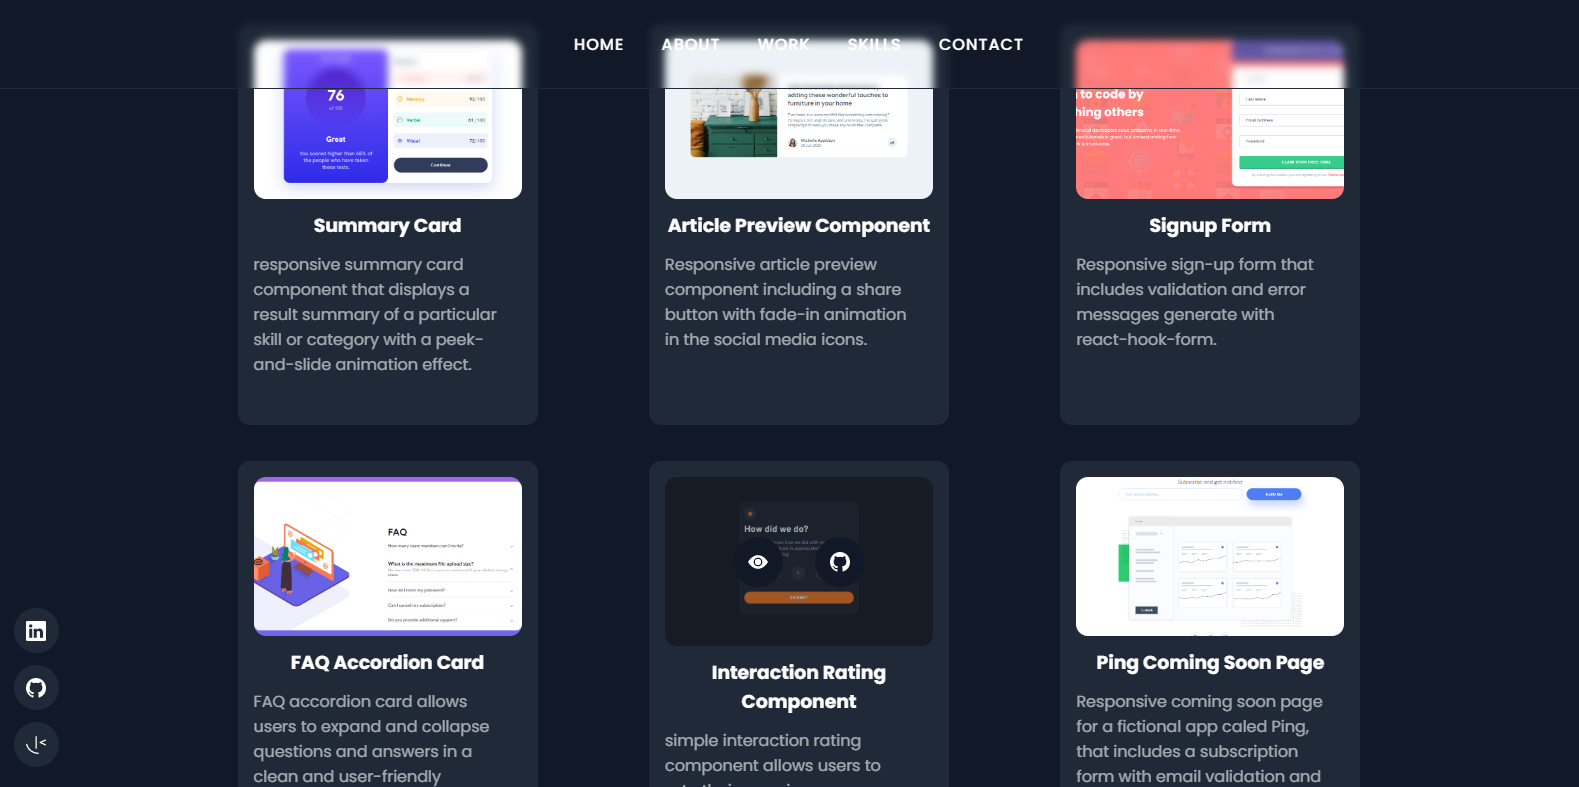 HOME ABOUT WORK SKILLS CONTACT
76
of 100
Great
You scored higher than 65% of
the people who have taken
these tests.
Memory 92/100
Verbal 61/100
Visual 72/100
Continue
adding these wonderful touches to
furniture in your home
Michelle Appleton
to code by
hing others
Last Name
Email Address
Password
CLAIM YOUR FREE TRIAL
Summary Card
responsive summary card
component that displays a
result summary of a particular
skill or category with a peek-
and-slide animation effect.
Article Preview Component
Responsive article preview
component including a share
button with fade-in animation
in the social media icons.
Signup Form
Responsive sign-up form that
includes validation and error
messages generate with
react-hook-form.
FAQ
How many team members can I invite?
What is the maximum file upload size?
How do I reset my password?
Can I cancel my subscription?
Do you provide additional support?
How did we do?
SUBMIT
Subscribe and get notified
FAQ Accordion Card
FAQ accordion card allows
users to expand and collapse
questions and answers in a
clean and user-friendly
Interaction Rating
Component
simple interaction rating
component allows users to
Ping Coming Soon Page
Responsive coming soon page
for a fictional app caled Ping,
that includes a subscription
form with email validation and